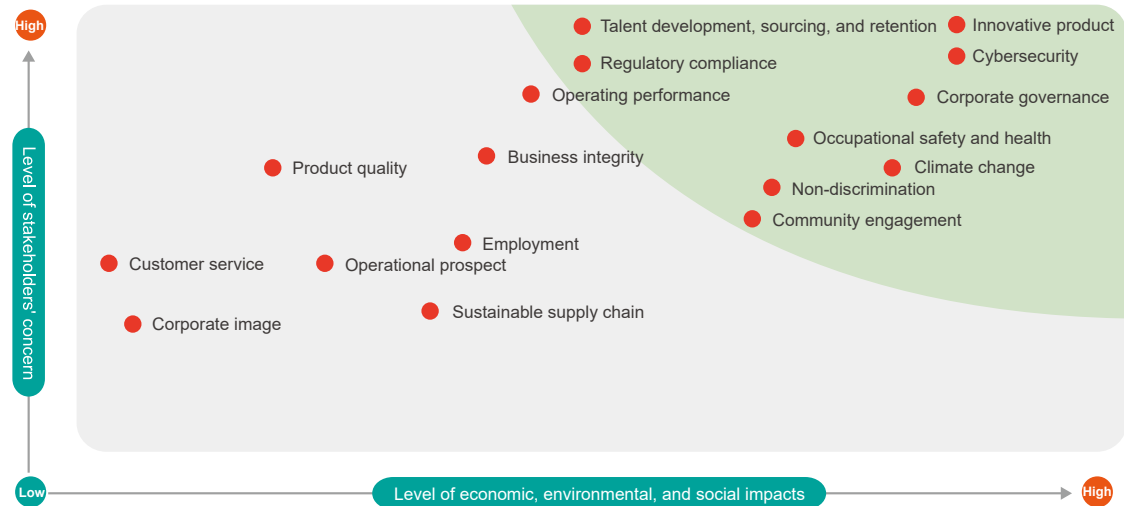 High
Talent development, sourcing, and retention
Innovative product
Regulatory compliance
Cybersecurity
Operating performance
Corporate governance
Occupational safety and health
Business integrity
Product quality
Climate change
Non-discrimination
Community engagement
Employment
Customer service
Operational prospect
Sustainable supply chain
Corporate image
Level of stakeholders' concern
Low
Level of economic, environmental, and social impacts
High